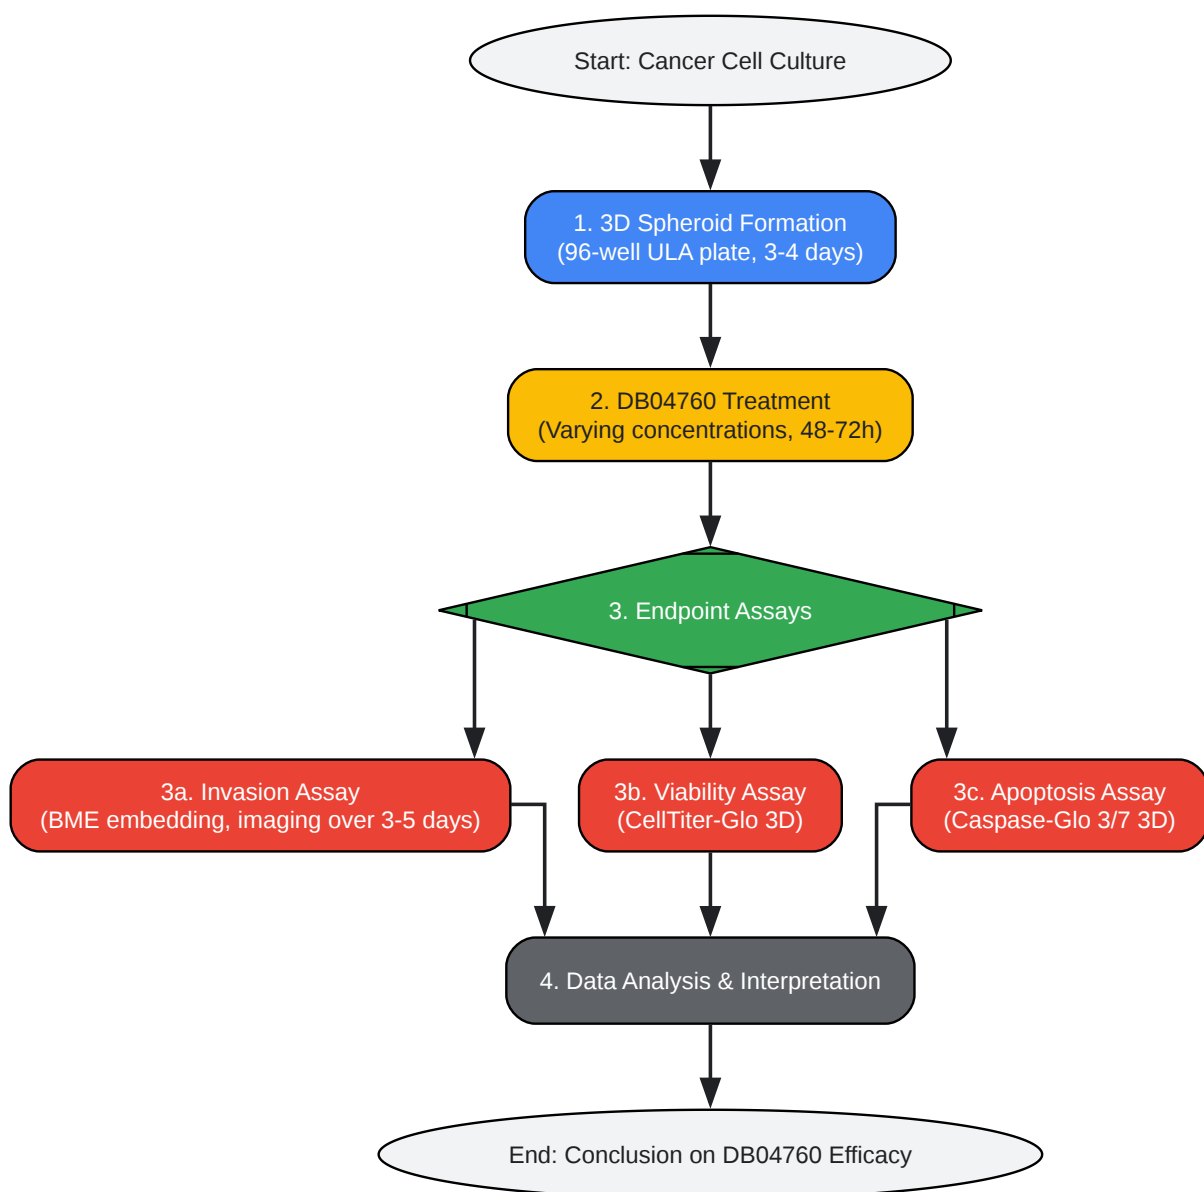 Start: Cancer Cell Culture
1. 3D Spheroid Formation
(96-well ULA plate, 3-4 days)
2. DB04760 Treatment
(Varying concentrations, 48-72h)
3. Endpoint Assays
3a. Invasion Assay
(BME embedding, imaging over 3-5 days)
3b. Viability Assay
(CellTiter-Glo 3D)
3c. Apoptosis Assay
(Caspase-Glo 3/7 3D)
4. Data Analysis & Interpretation
End: Conclusion on DB04760 Efficacy